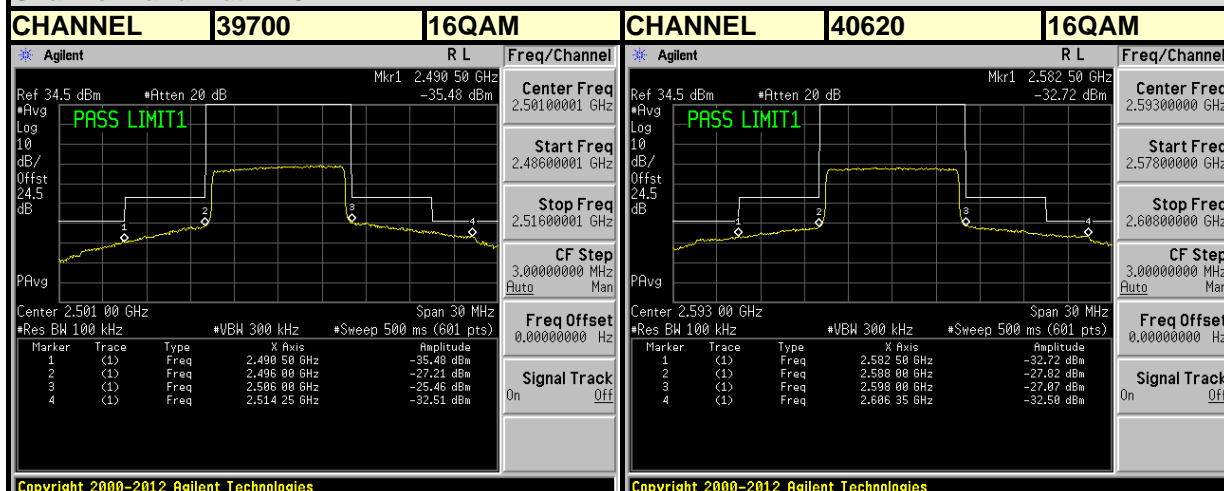 CHANNEL 39700 16QAM
Agilent R L
Mkr1 2.490 50 GHz
Ref 34.5 dBm #Atten 20 dB -35.48 dBm
#Avg
Log
10
dB/
Offst
24.5
dB
PAvg
PASS LIMIT1
1
2
3
4
Center 2.501 00 GHz Span 30 MHz
#Res BW 100 kHz #VBW 300 kHz #Sweep 500 ms (601 pts)
Marker Trace Type X Axis Amplitude
1 (1) Freq 2.490 50 GHz -35.48 dBm
2 (1) Freq 2.496 00 GHz -27.21 dBm
3 (1) Freq 2.506 00 GHz -25.46 dBm
4 (1) Freq 2.514 25 GHz -32.51 dBm
Copyright 2000-2012 Agilent Technologies
Freq/Channel
Center Freq
2.50100001 GHz
Start Freq
2.48600001 GHz
Stop Freq
2.51600001 GHz
CF Step
3.00000000 MHz
Auto Man
Freq Offset
0.00000000 Hz
Signal Track
On Off
CHANNEL 40620 16QAM
Agilent R L
Mkr1 2.582 50 GHz
Ref 34.5 dBm #Atten 20 dB -32.72 dBm
#Avg
Log
10
dB/
Offst
24.5
dB
PAvg
PASS LIMIT1
1
2
3
4
Center 2.593 00 GHz Span 30 MHz
#Res BW 100 kHz #VBW 300 kHz #Sweep 500 ms (601 pts)
Marker Trace Type X Axis Amplitude
1 (1) Freq 2.582 50 GHz -32.72 dBm
2 (1) Freq 2.588 00 GHz -27.82 dBm
3 (1) Freq 2.598 00 GHz -27.07 dBm
4 (1) Freq 2.606 35 GHz -32.50 dBm
Copyright 2000-2012 Agilent Technologies
Freq/Channel
Center Freq
2.59300000 GHz
Start Freq
2.57800000 GHz
Stop Freq
2.60800000 GHz
CF Step
3.00000000 MHz
Auto Man
Freq Offset
0.00000000 Hz
Signal Track
On Off